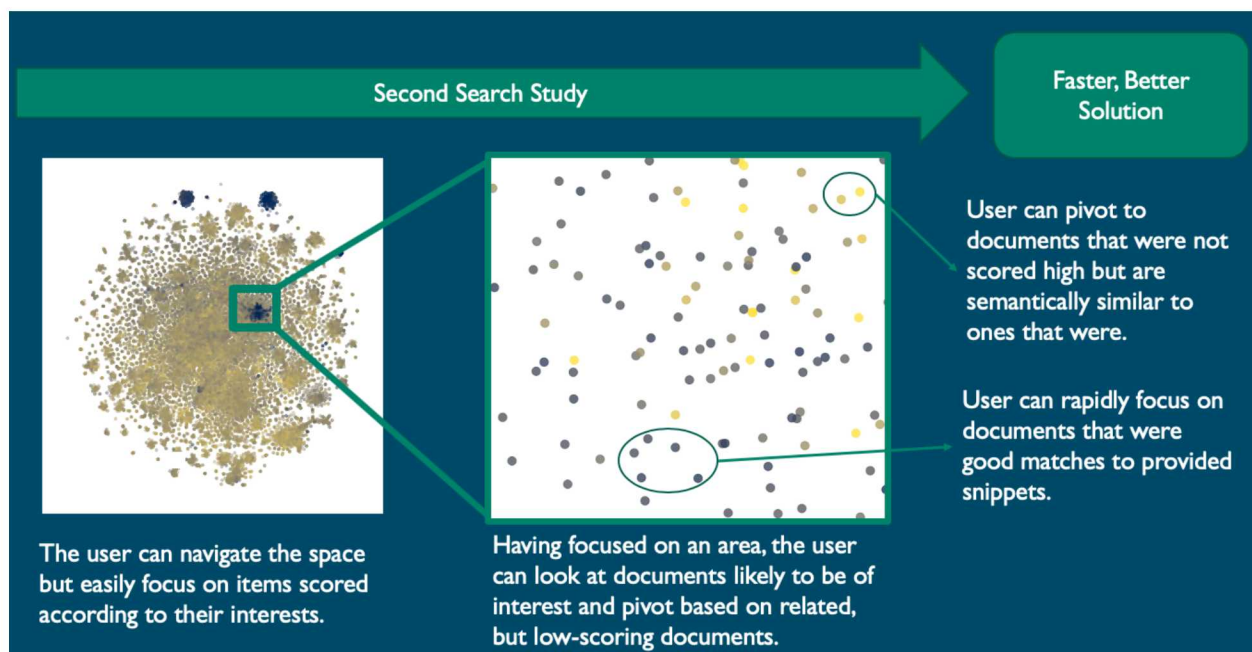 Second Search Study
Faster, Better
Solution
User can pivot to
documents that were not
scored high but are
semantically similar to
ones that were.
User can rapidly focus on
documents that were
good matches to provided
snippets.
The user can navigate the space
but easily focus on items scored
according to their interests.
Having focused on an area, the user
can look at documents likely to be of
interest and pivot based on related,
but low-scoring documents.